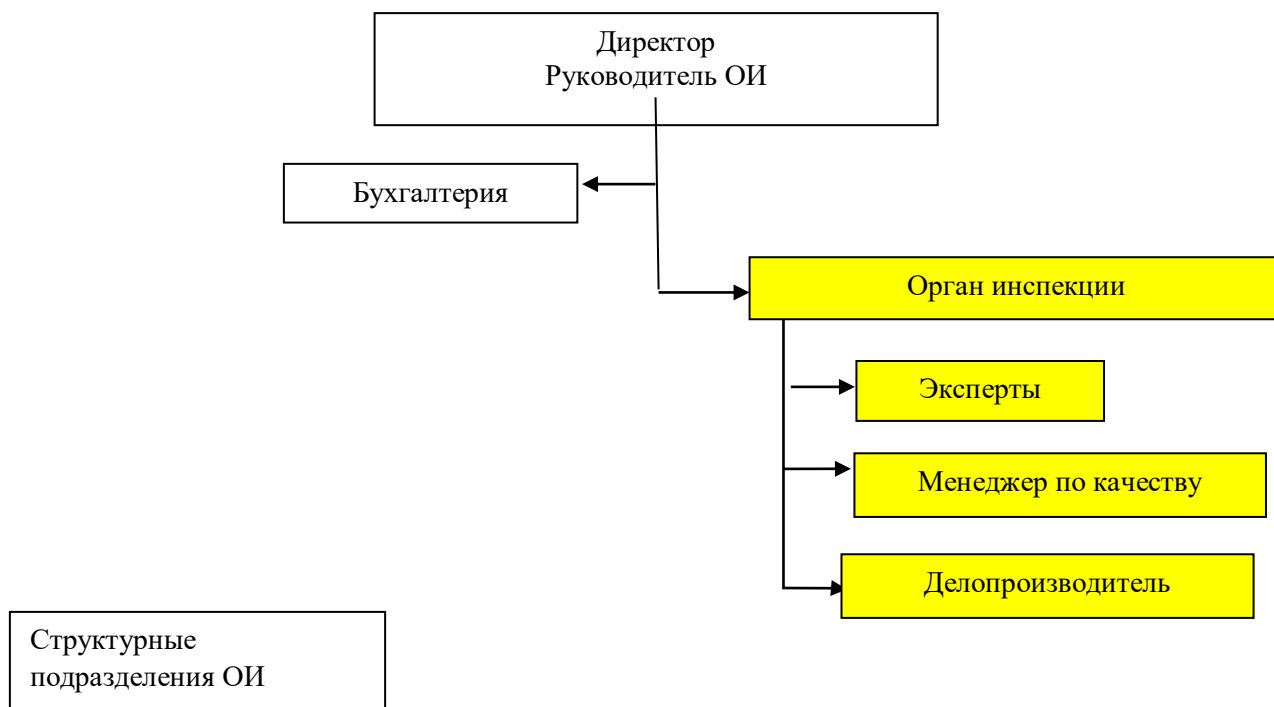 Директор
Руководитель ОИ
Бухгалтерия
Орган инспекции
Эксперты
Менеджер по качеству
Делопроизводитель
Структурные
подразделения ОИ